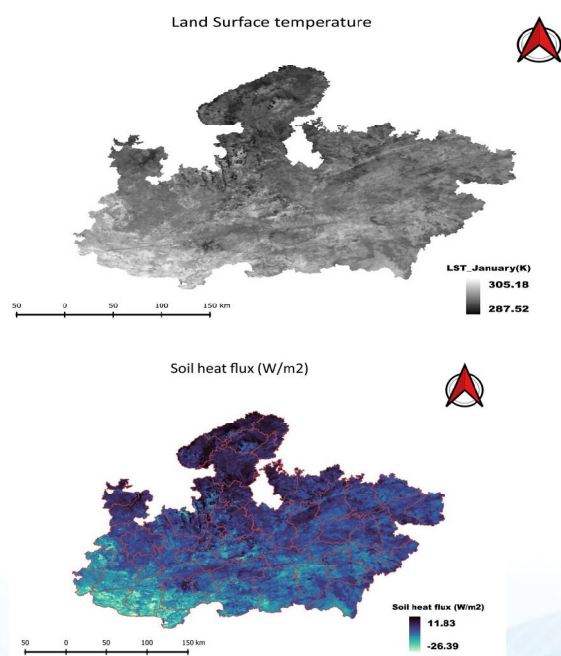 Land Surface temperature
LST_January(K)
305.18
287.52
50 0 50 100 150 km
Soil heat flux (W/m2)
Soil heat flux (W/m2)
11.83
-26.39
50 0 50 100 150 km